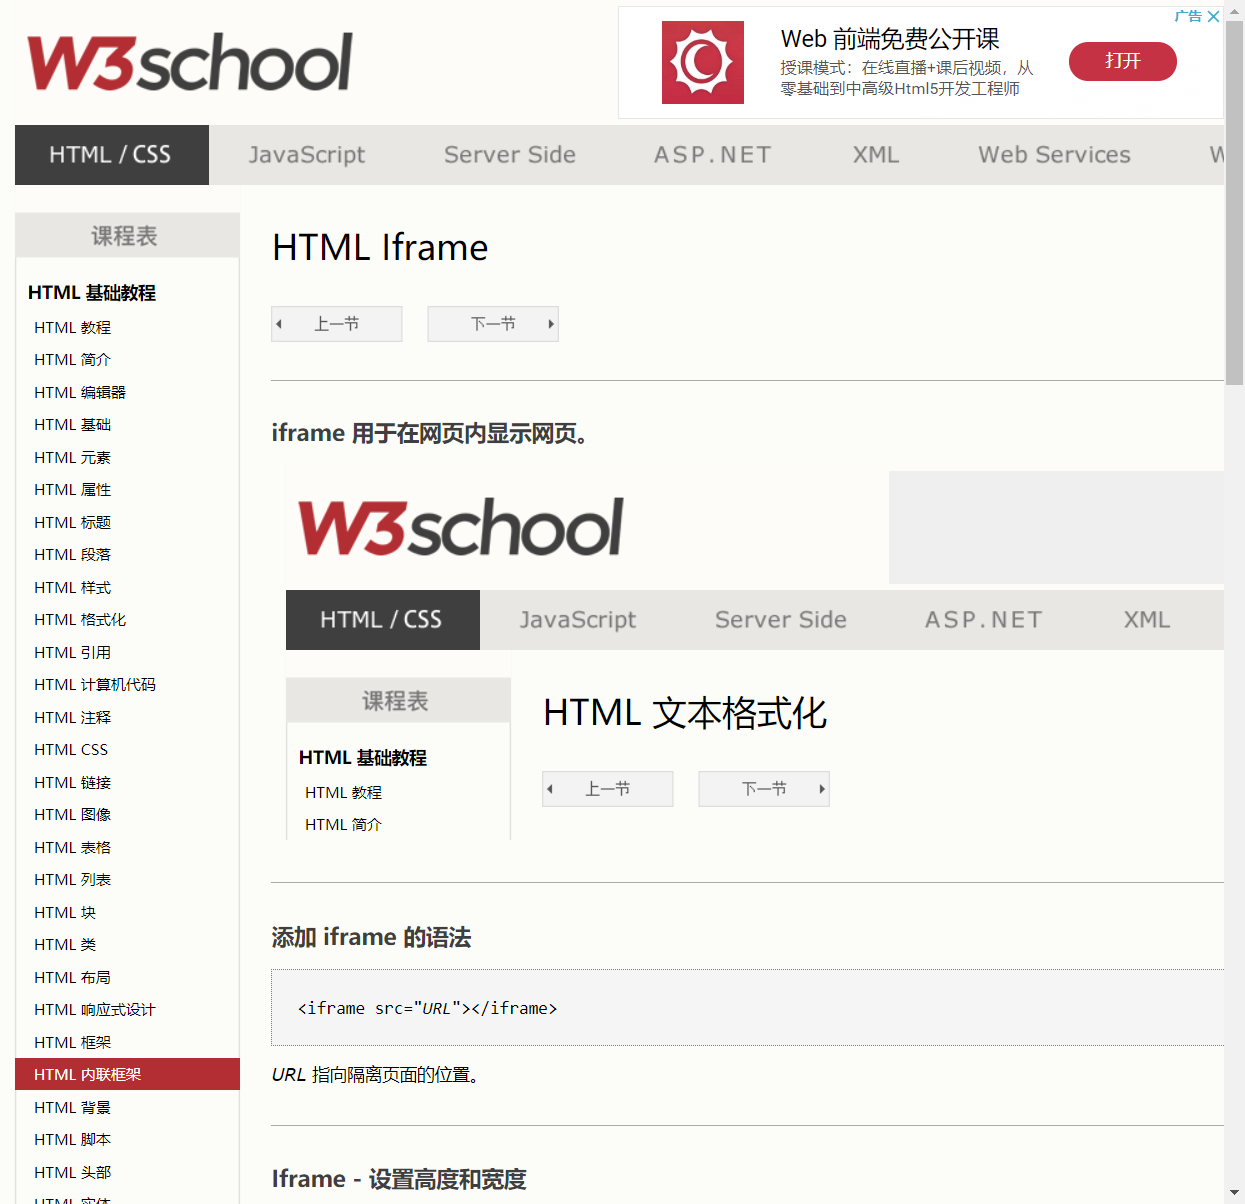 W3school
广告
Web 前端免费公开课
授课模式：在线直播+课后视频，从
零基础到中高级Html5开发工程师
打开
HTML / CSS
JavaScript
Server Side
ASP.NET
XML
Web Services
课程表
HTML 基础教程
HTML 教程
HTML 简介
HTML 编辑器
HTML 基础
HTML 元素
HTML 属性
HTML 标题
HTML 段落
HTML 样式
HTML 格式化
HTML 引用
HTML 计算机代码
HTML 注释
HTML CSS
HTML 链接
HTML 图像
HTML 表格
HTML 列表
HTML 块
HTML 类
HTML 布局
HTML 响应式设计
HTML 框架
HTML 内联框架
HTML 背景
HTML 脚本
HTML 头部
HTML 实体
HTML Iframe
上一节
下一节
iframe 用于在网页内显示网页。
W3school
HTML / CSS
JavaScript
Server Side
ASP.NET
XML
课程表
HTML 基础教程
HTML 教程
HTML 简介
HTML 文本格式化
上一节
下一节
添加 iframe 的语法
<iframe src="URL"></iframe>
URL 指向隔离页面的位置。
Iframe - 设置高度和宽度